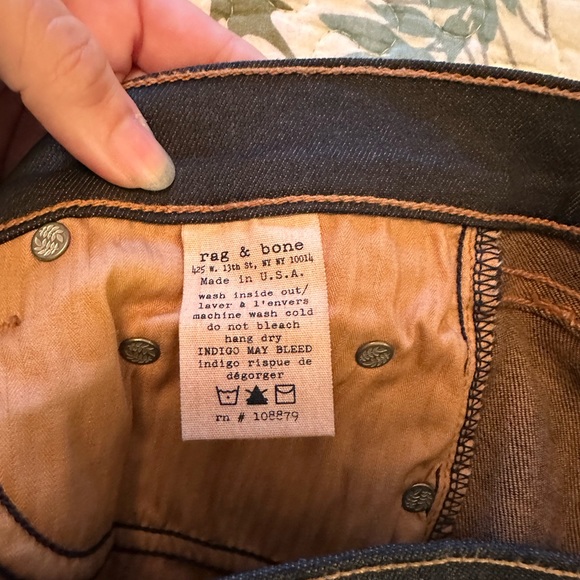 rag & bone
425 W. 13th St, NY NY 10014
Made in U.S.A.
wash inside out/
laver à l'envers
machine wash cold
do not bleach
hang dry
INDIGO MAY BLEED
indigo rispue de
dégorger
rn # 108879